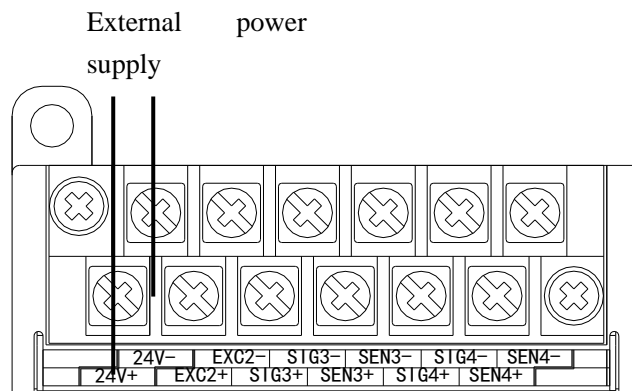 External power
supply
24V- EXC2- SIG3- SEN3- SIG4- SEN4-
24V+ EXC2+ SIG3+ SEN3+ SIG4+ SEN4+